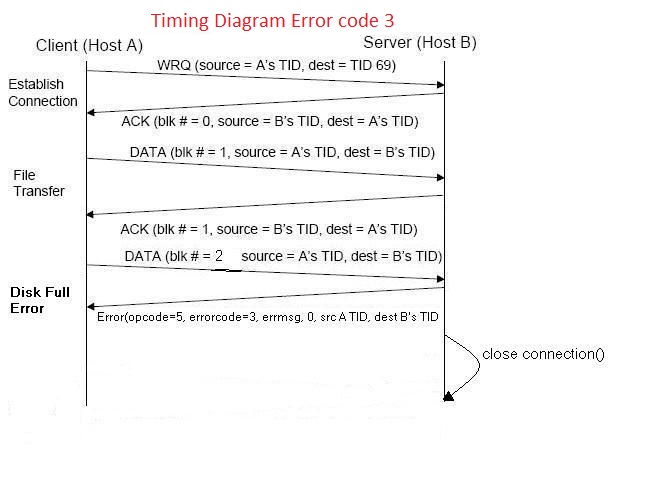 Timing Diagram Error code 3
Client (Host A)
Server (Host B)
WRQ (source = A's TID, dest = TID 69)
Establish
Connection
ACK (blk # = 0, source = B's TID, dest = A's TID)
DATA (blk # = 1, source = A's TID, dest = B's TID)
File
Transfer
ACK (blk # = 1, source = B's TID, dest = A's TID)
DATA (blk # = 2 source = A's TID, dest = B's TID)
Disk Full
Error
Error(opcode=5, errorcode=3, errmsg, 0, src A TID, dest B's TID
close connection()